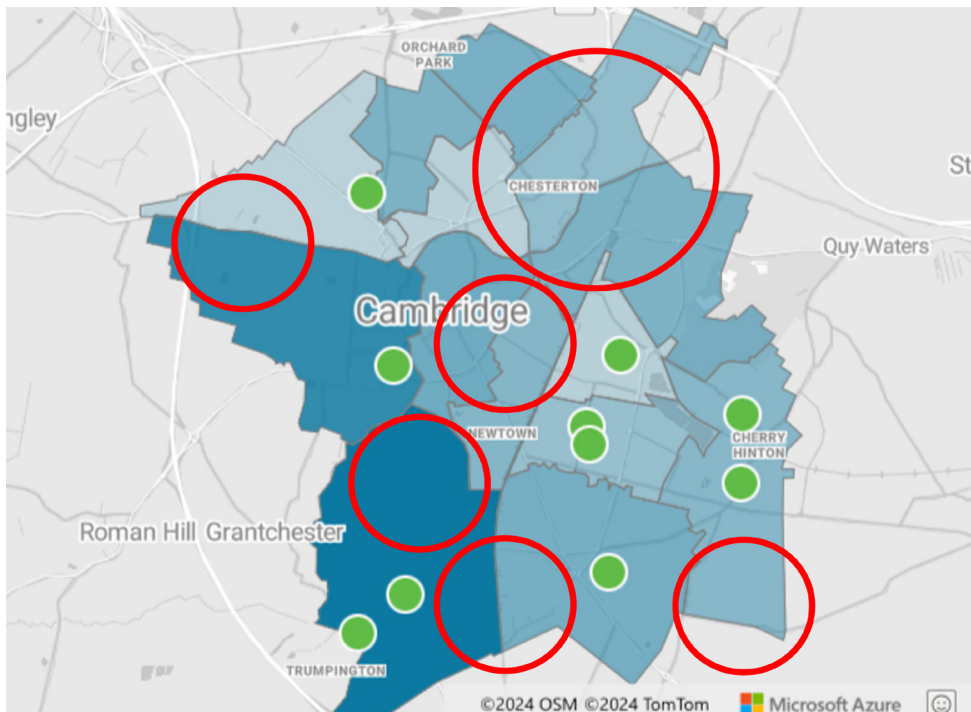 ORCHARD
PARK
ngley
St
CHESTERTON
Quy Waters
Cambridge
NEWTOWN
CHERRY
HINTON
Roman Hill Grantchester
TRUMPINGTON
©2024 OSM ©2024 TomTom
Microsoft Azure